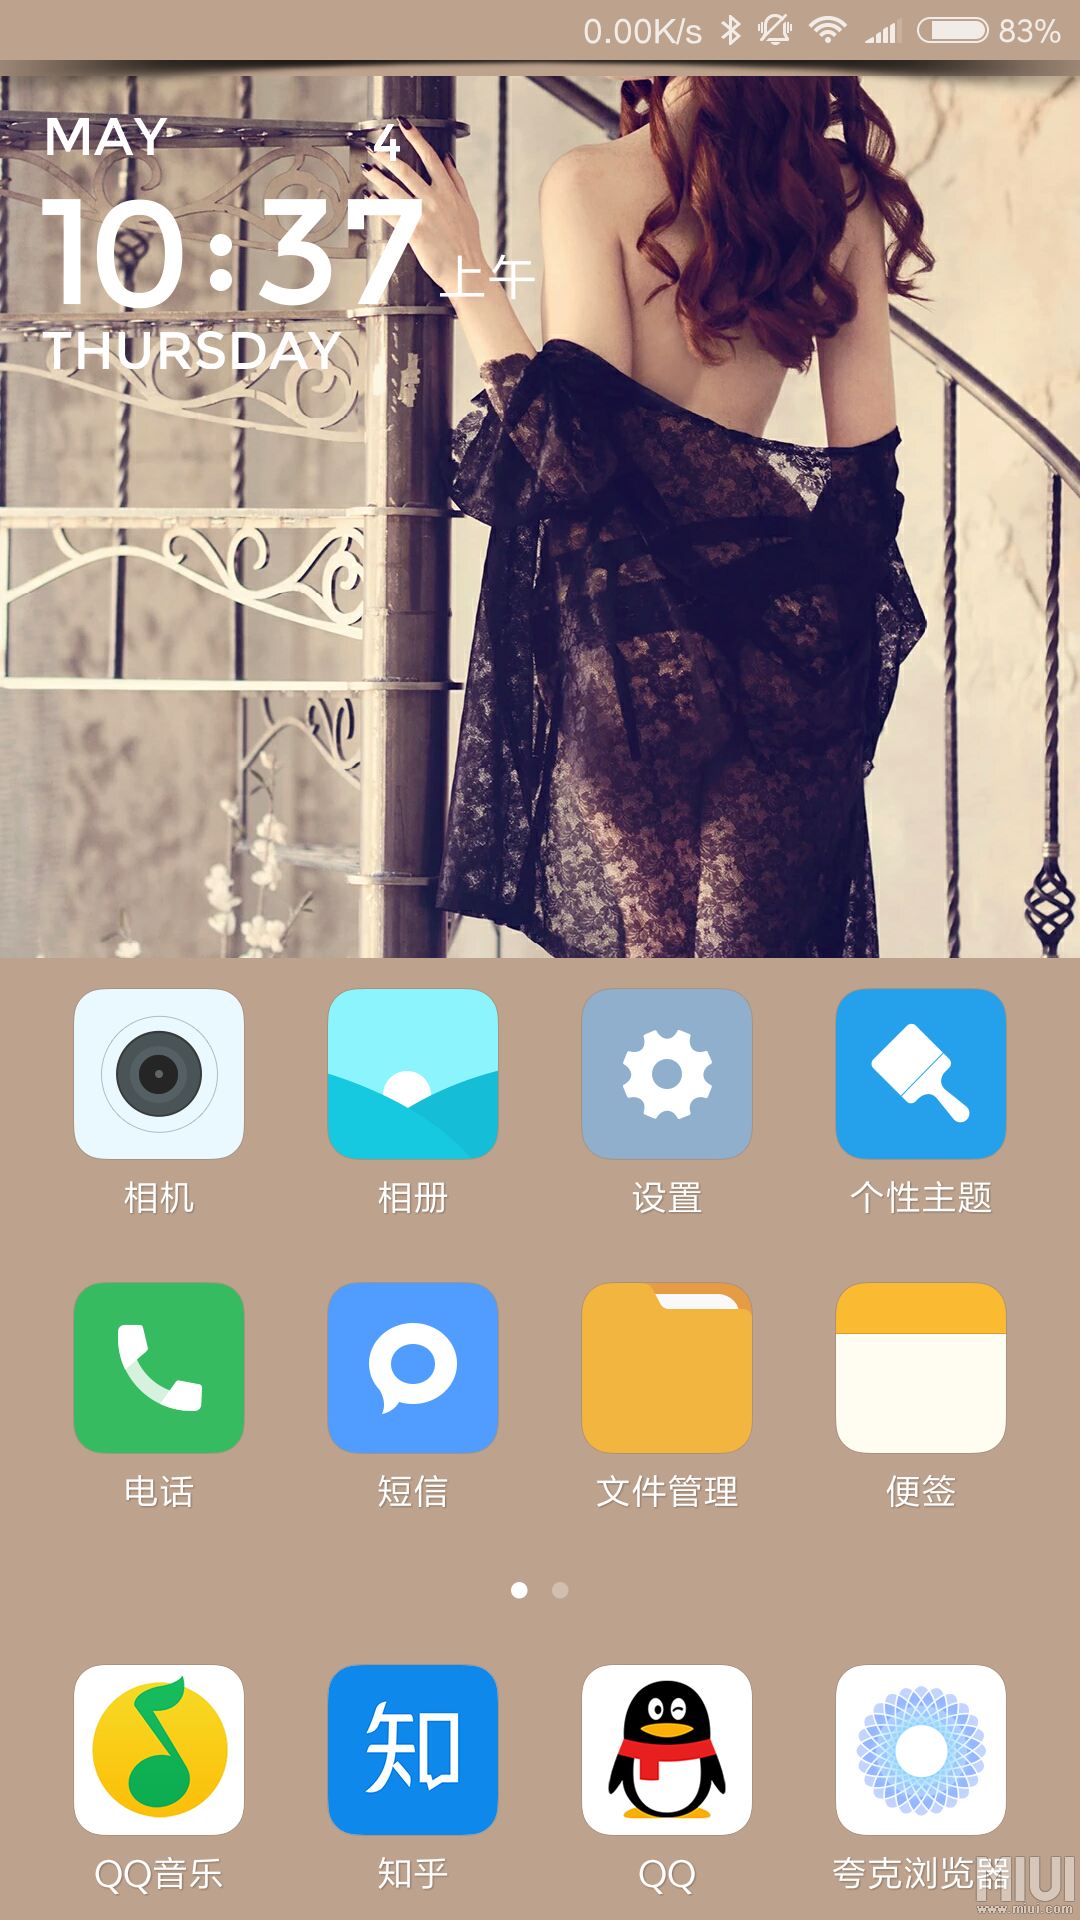 0.00K/s 83%
MAY 4
10:37 上午
THURSDAY
相机 相册 设置 个性主题
电话 短信 文件管理 便签
知
QQ音乐 知乎 QQ 夸克浏览器
MIUI
www.miui.com